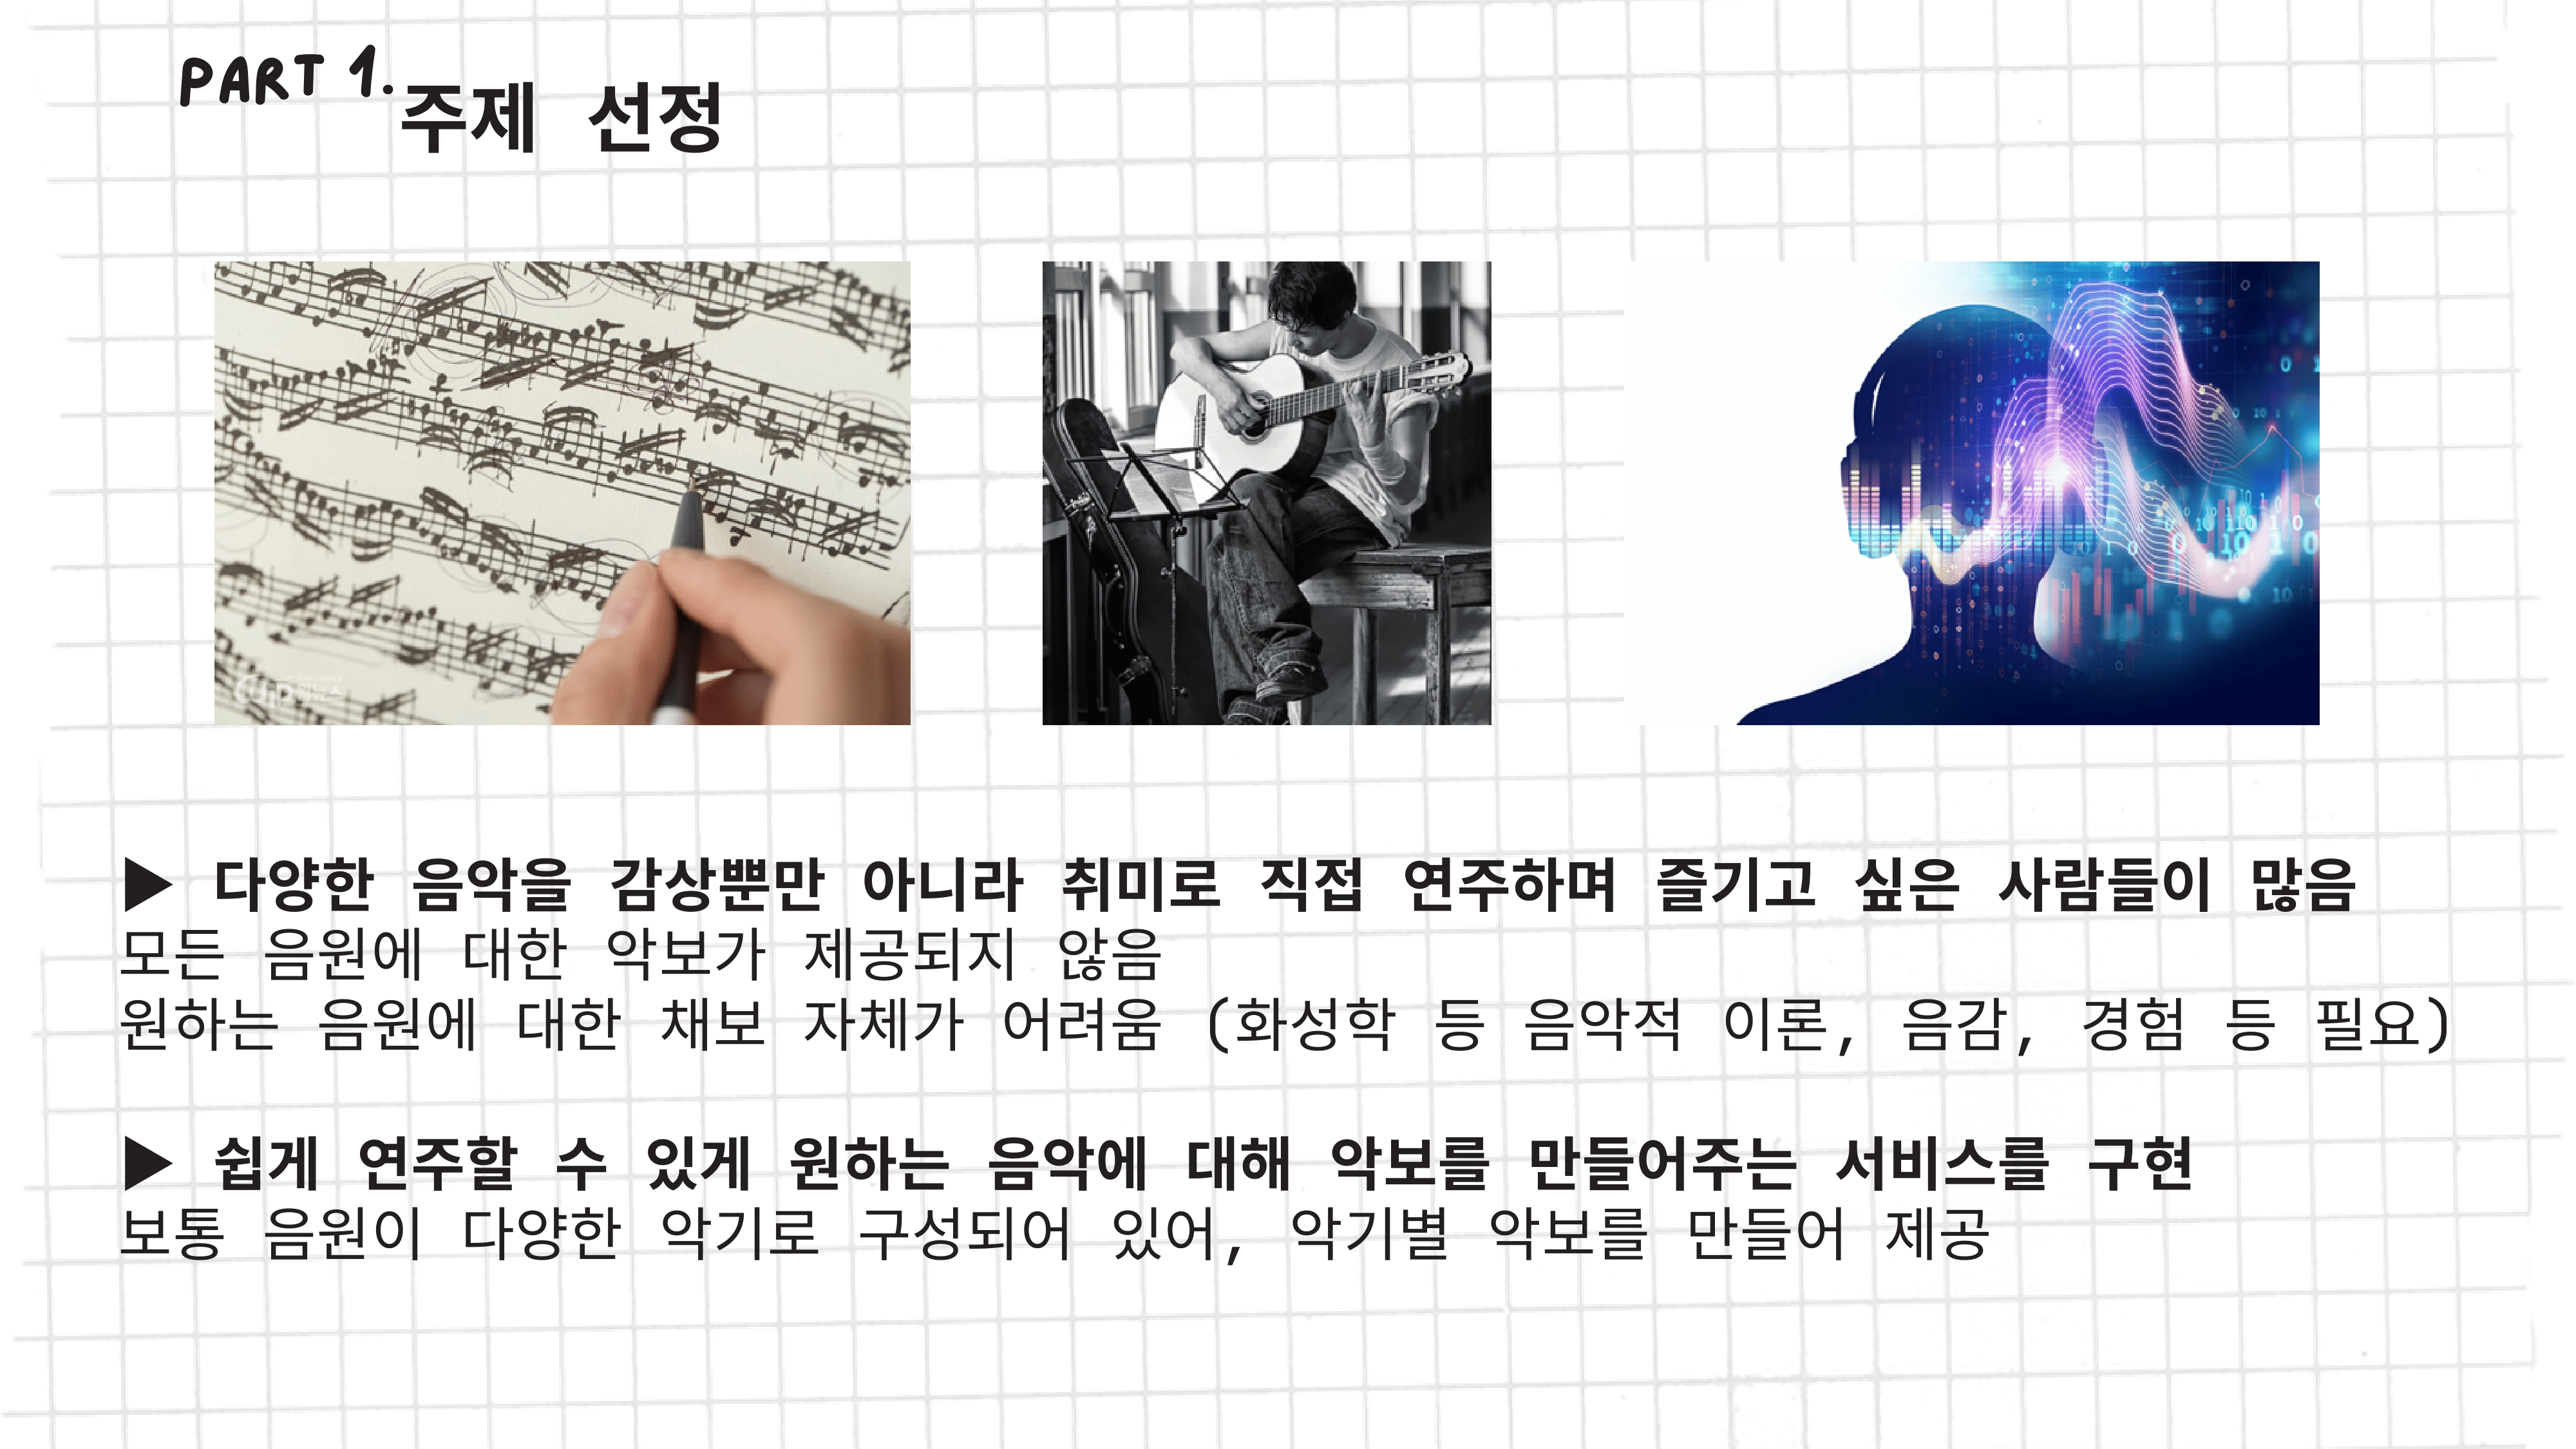 PART 1.
주제 선정
▶ 다양한 음악을 감상뿐만 아니라 취미로 직접 연주하며 즐기고 싶은 사람들이 많음
모든 음원에 대한 악보가 제공되지 않음
원하는 음원에 대한 채보 자체가 어려움 (화성학 등 음악적 이론, 음감, 경험 등 필요)
▶ 쉽게 연주할 수 있게 원하는 음악에 대해 악보를 만들어주는 서비스를 구현
보통 음원이 다양한 악기로 구성되어 있어, 악기별 악보를 만들어 제공